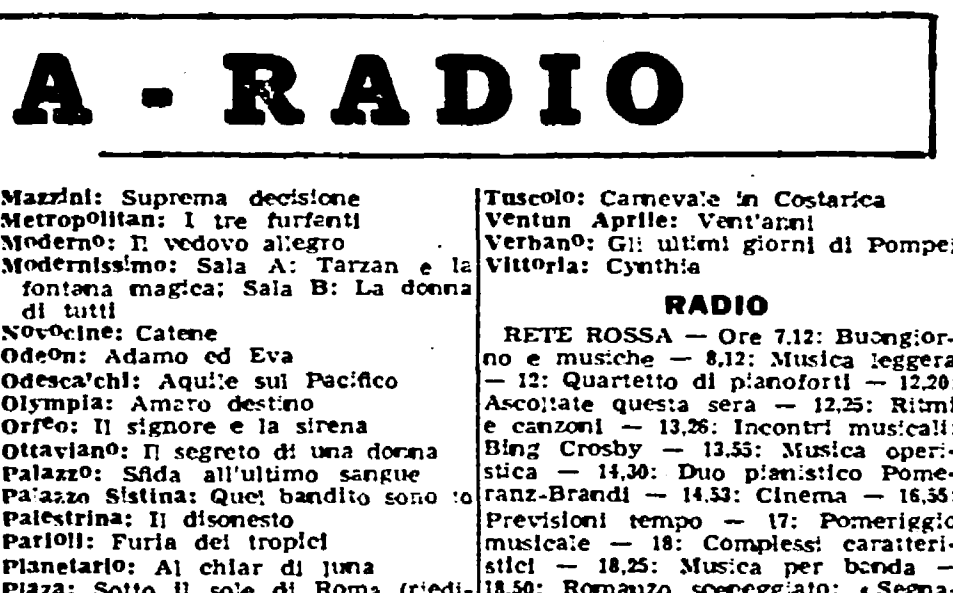 A - RADIO
Mazzini: Suprema decisione
Metropolitan: I tre furfanti
Moderno: Il vedovo allegro
Modernissimo: Sala A: Tarzan e la
fontana magica; Sala B: La donna
di tutti
Novocine: Catene
Odeon: Adamo ed Eva
Odescalchi: Aquile sul Pacifico
Olympia: Amaro destino
Orfeo: Il signore e la sirena
Ottaviano: Il segreto di una donna
Palazzo: Sfida all'ultimo sangue
Palazzo Sistina: Quel bandito sono io
Palestrina: Il disonesto
Parioli: Furia dei tropici
Planetario: Al chiar di luna
Plaza: Sotto il sole di Roma (riedi-
Tuscolo: Carnevale in Costarica
Ventun Aprile: Vent'anni
Verbano: Gli ultimi giorni di Pompei
Vittoria: Cynthia
RADIO
RETE ROSSA — Ore 7.12: Buongior-
no e musiche — 8,12: Musica leggera
— 12: Quartetto di pianoforti — 12,20:
Ascoltate questa sera — 12,25: Ritmi
e canzoni — 13,26: Incontri musicali:
Bing Crosby — 13,55: Musica operi-
stica — 14,30: Duo pianistico Pome-
ranz-Brandi — 14.53: Cinema — 16,55:
Previsioni tempo — 17: Pomeriggio
musicale — 18: Complessi caratteri-
stici — 18,25: Musica per banda —
18,50: Romanzo sceneggiato: «Segna-